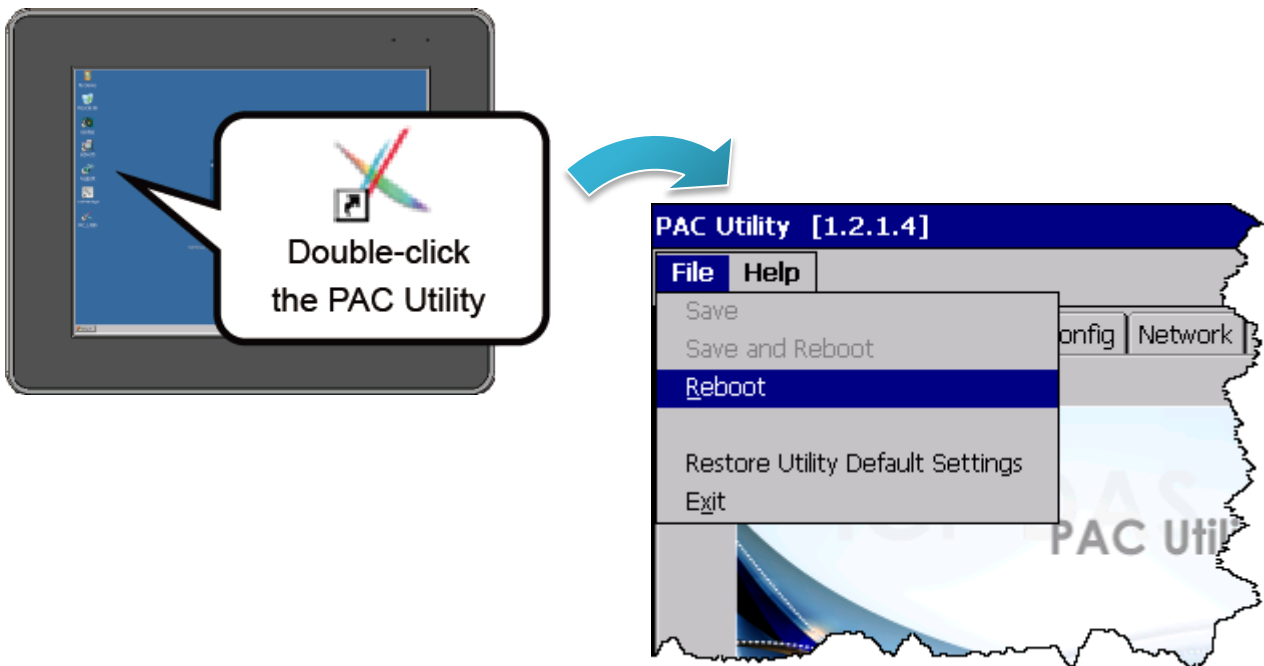 Double-click
the PAC Utility
PAC Utility [1.2.1.4]
File Help
Save
Save and Reboot
onfig Network
Reboot
Restore Utility Default Settings
Exit
PAC Util